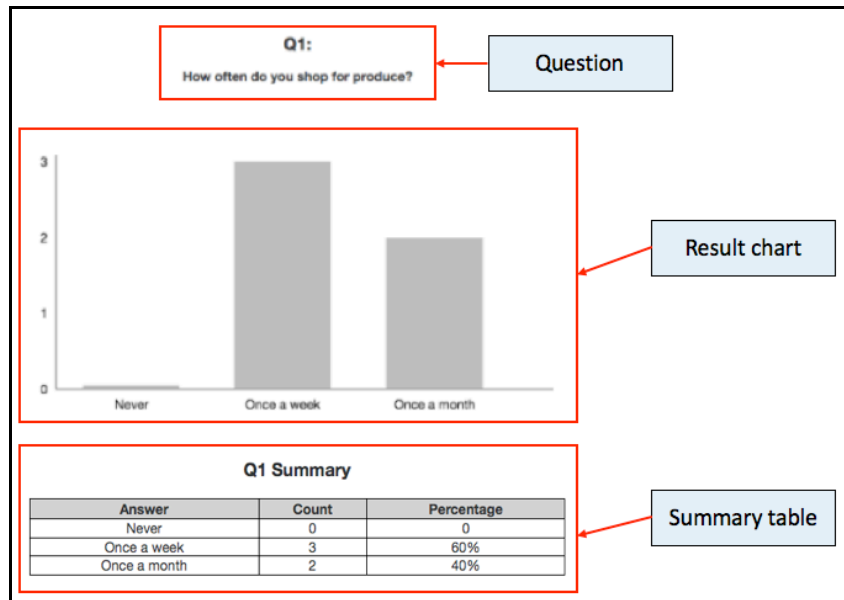 Q1:
How often do you shop for produce?
Question
3
2
1
0
Never Once a week Once a month
Result chart
Q1 Summary
Answer Count Percentage
Never 0 0
Once a week 3 60%
Once a month 2 40%
Summary table